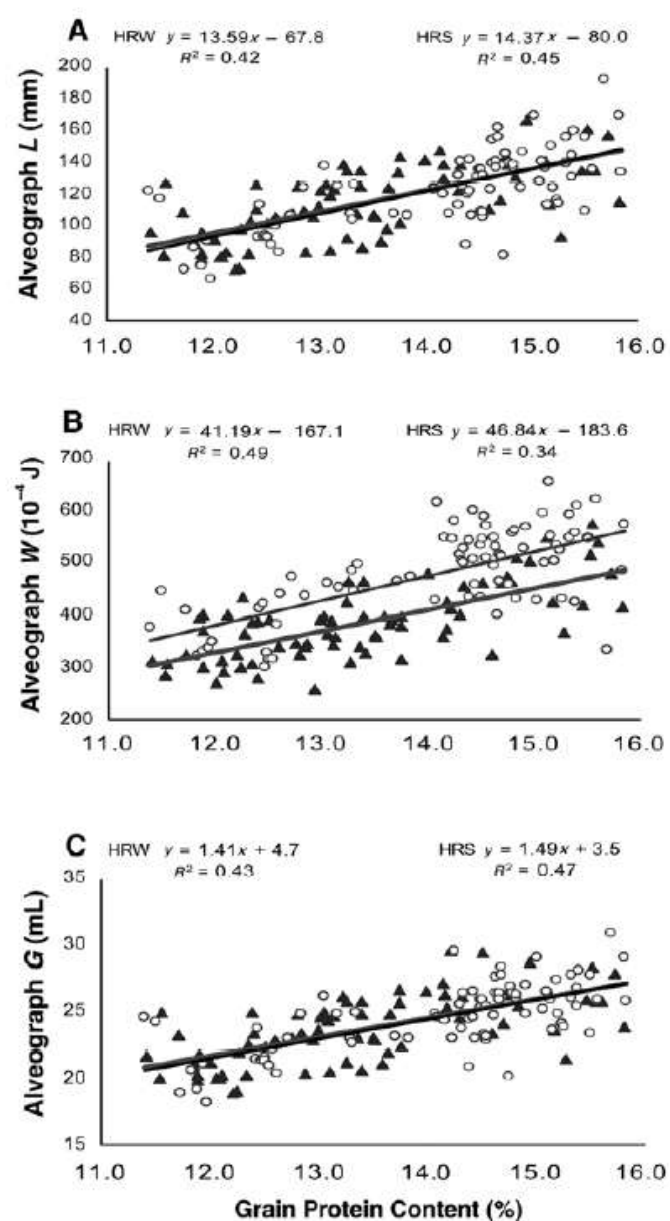 A
HRW y = 13.59x − 67.8 HRS y = 14.37x − 80.0
R² = 0.42 R² = 0.45
Alveograph L (mm)
200
180
160
140
120
100
80
60
40
11.0 12.0 13.0 14.0 15.0 16.0
B
HRW y = 41.19x − 167.1 HRS y = 46.84x − 183.6
R² = 0.49 R² = 0.34
Alveograph W (10⁻⁴ J)
700
600
500
400
300
200
11.0 12.0 13.0 14.0 15.0 16.0
C
HRW y = 1.41x + 4.7 HRS y = 1.49x + 3.5
R² = 0.43 R² = 0.47
Alveograph G (mL)
35
30
25
20
15
11.0 12.0 13.0 14.0 15.0 16.0
Grain Protein Content (%)